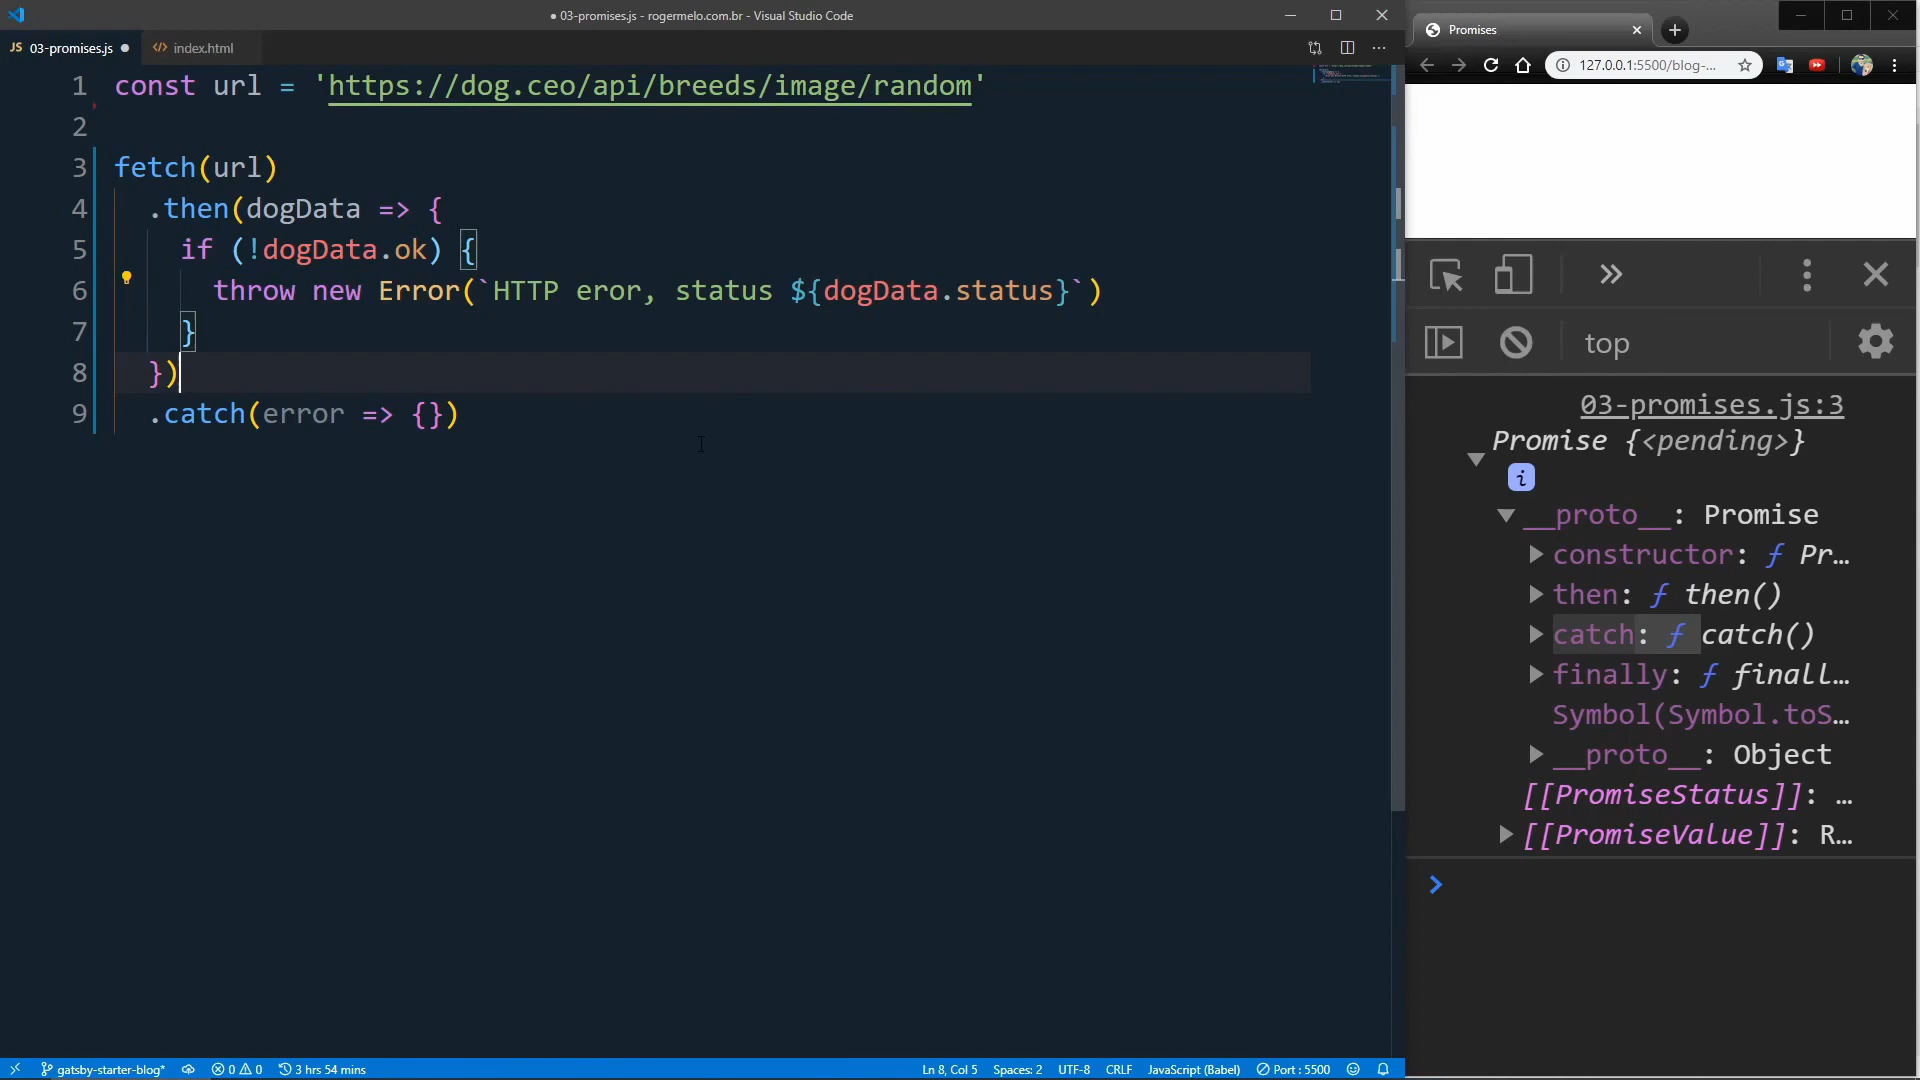 ● 03-promises.js - rogermelo.com.br - Visual Studio Code
JS 03-promises.js ●
<> index.html
1 const url = 'https://dog.ceo/api/breeds/image/random'
2
3 fetch(url)
4 .then(dogData => {
5 if (!dogData.ok) {
6 throw new Error(`HTTP eror, status ${dogData.status}`)
7 }
8 })
9 .catch(error => {})
gatsby-starter-blog*
0 0
3 hrs 54 mins
Ln 8, Col 5
Spaces: 2
UTF-8
CRLF
JavaScript (Babel)
Port : 5500
Promises
127.0.0.1:5500/blog-...
top
03-promises.js:3
Promise {<pending>}
i
__proto__: Promise
constructor: ƒ Pr…
then: ƒ then()
catch: ƒ catch()
finally: ƒ finall…
Symbol(Symbol.toS…
__proto__: Object
[[PromiseStatus]]: …
[[PromiseValue]]: R…